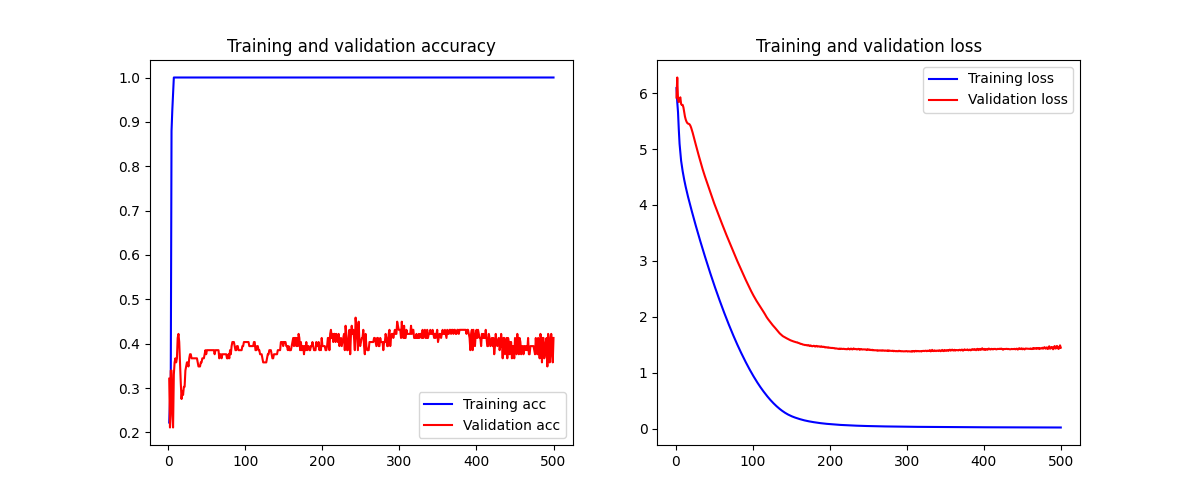 Training and validation accuracy
1.0
0.9
0.8
0.7
0.6
0.5
0.4
0.3
0.2
0 100 200 300 400 500
Training acc
Validation acc
Training and validation loss
6
5
4
3
2
1
0
0 100 200 300 400 500
Training loss
Validation loss